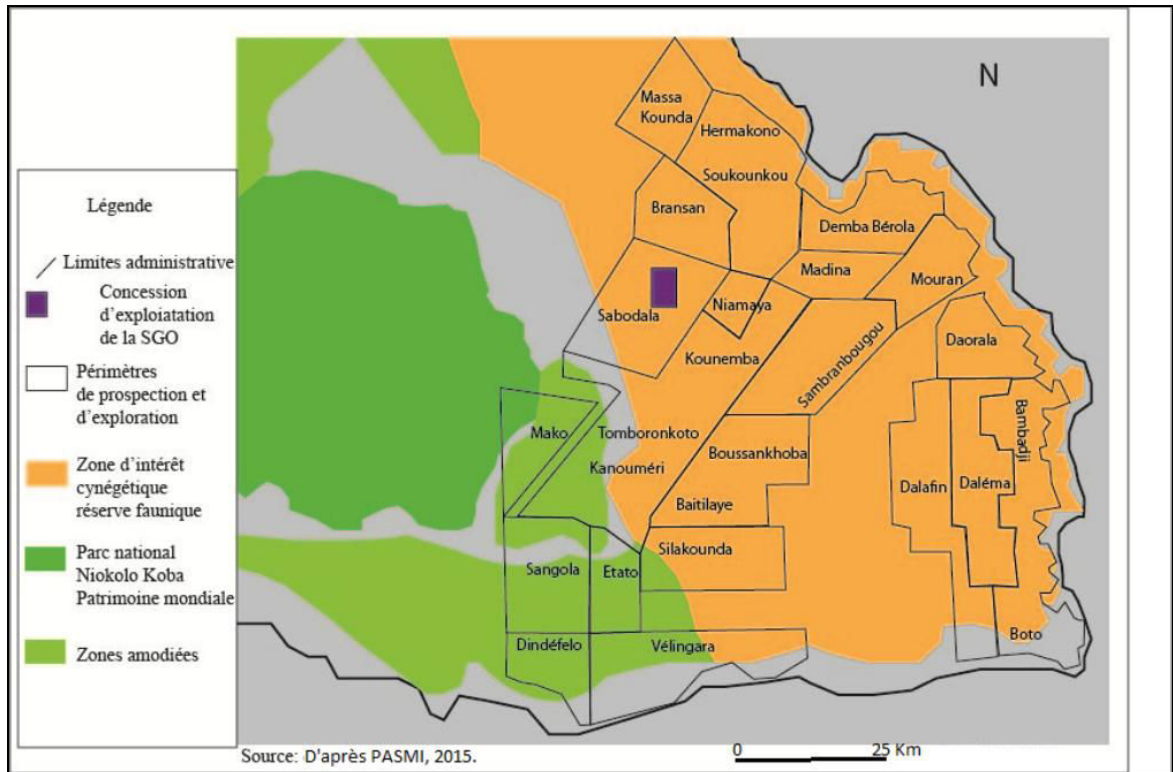 Légende
Limites administrative
Concession
d'exploiatation
de la SGO
Périmètres
de prospection et
d'exploration
Zone d'intérêt
cynégétique
réserve faunique
Parc national
Niokolo Koba
Patrimoine mondiale
Zones amodiées
N
Massa
Kounda
Hermakono
Soukounkou
Bransan
Demba Bérola
Madina
Mouran
Niamaya
Sabodala
Kounemba
Sambranbougou
Daorala
Bambadji
Mako
Tomboronkoto
Kanouméri
Boussankhoba
Baitilaye
Dalafin
Daléma
Silakounda
Sangola
Etato
Dindéfelo
Vélingara
Boto
Source: D'après PASMI, 2015.
0
25 Km